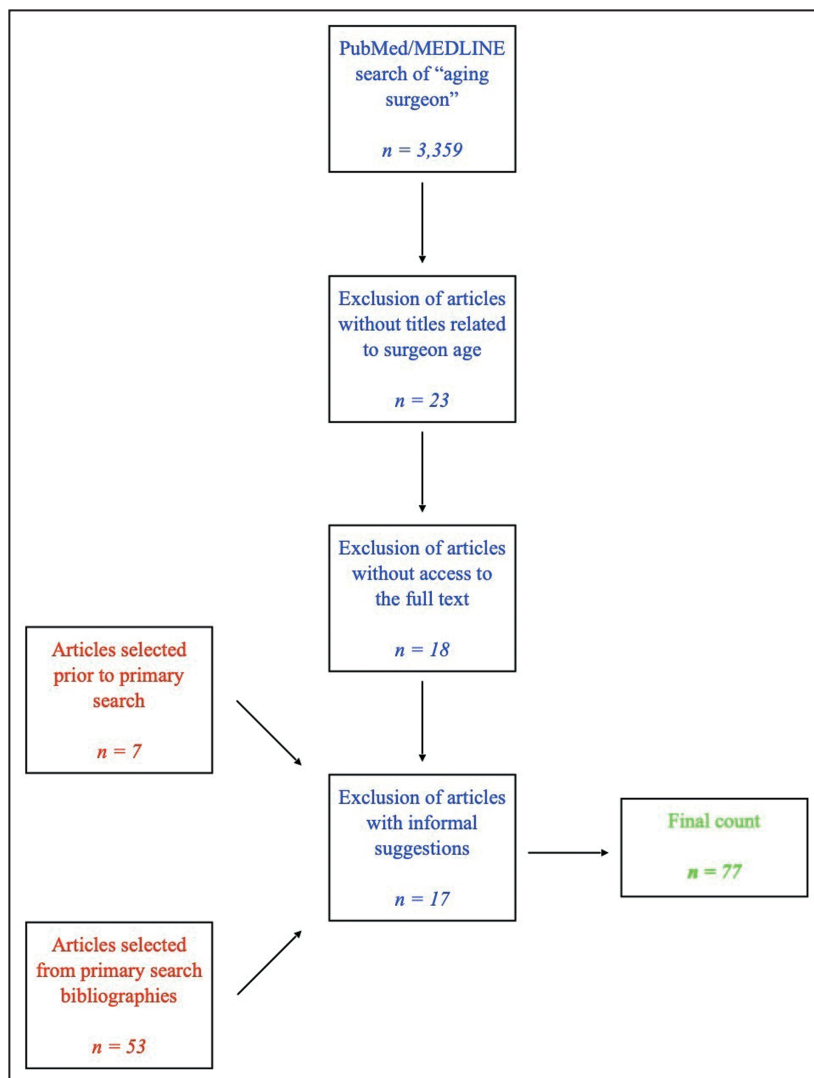 PubMed/MEDLINE
search of “aging
surgeon”
n = 3,359
Exclusion of articles
without titles related
to surgeon age
n = 23
Exclusion of articles
without access to
the full text
n = 18
Articles selected
prior to primary
search
n = 7
Exclusion of articles
with informal
suggestions
n = 17
Final count
n = 77
Articles selected
from primary search
bibliographies
n = 53